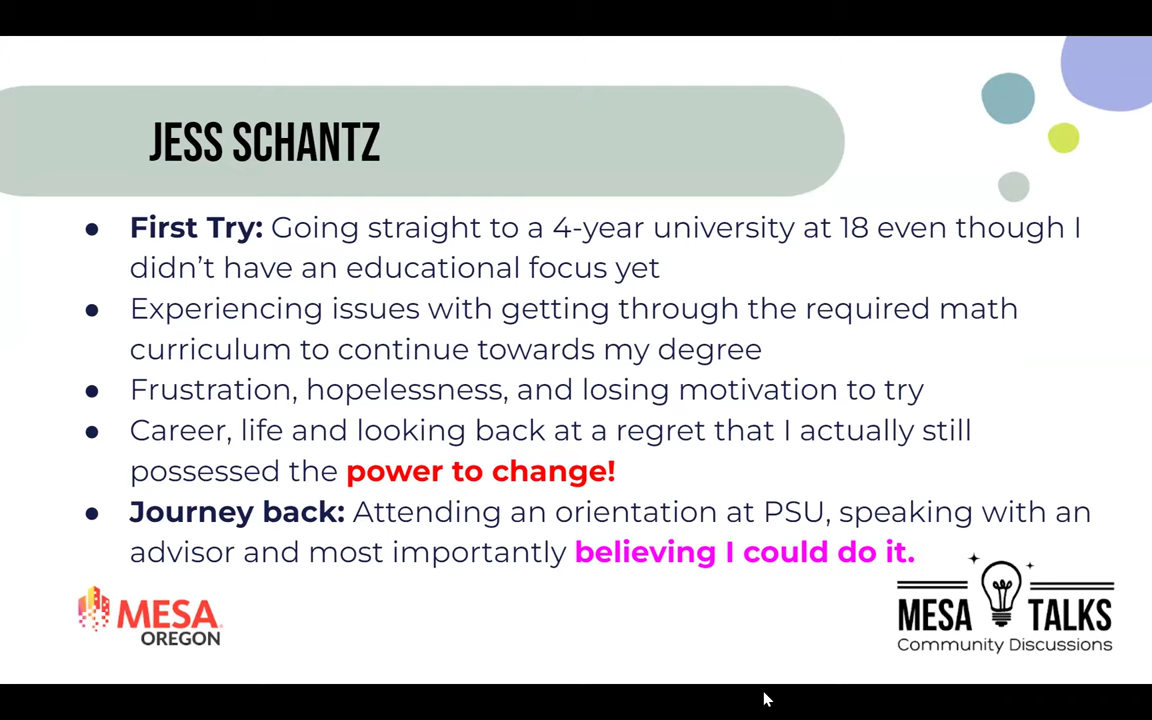 JESS SCHANTZ
● First Try: Going straight to a 4-year university at 18 even though I
didn't have an educational focus yet
● Experiencing issues with getting through the required math
curriculum to continue towards my degree
● Frustration, hopelessness, and losing motivation to try
● Career, life and looking back at a regret that I actually still
possessed the power to change!
● Journey back: Attending an orientation at PSU, speaking with an
advisor and most importantly believing I could do it.
MESA
OREGON
MESA TALKS
Community Discussions